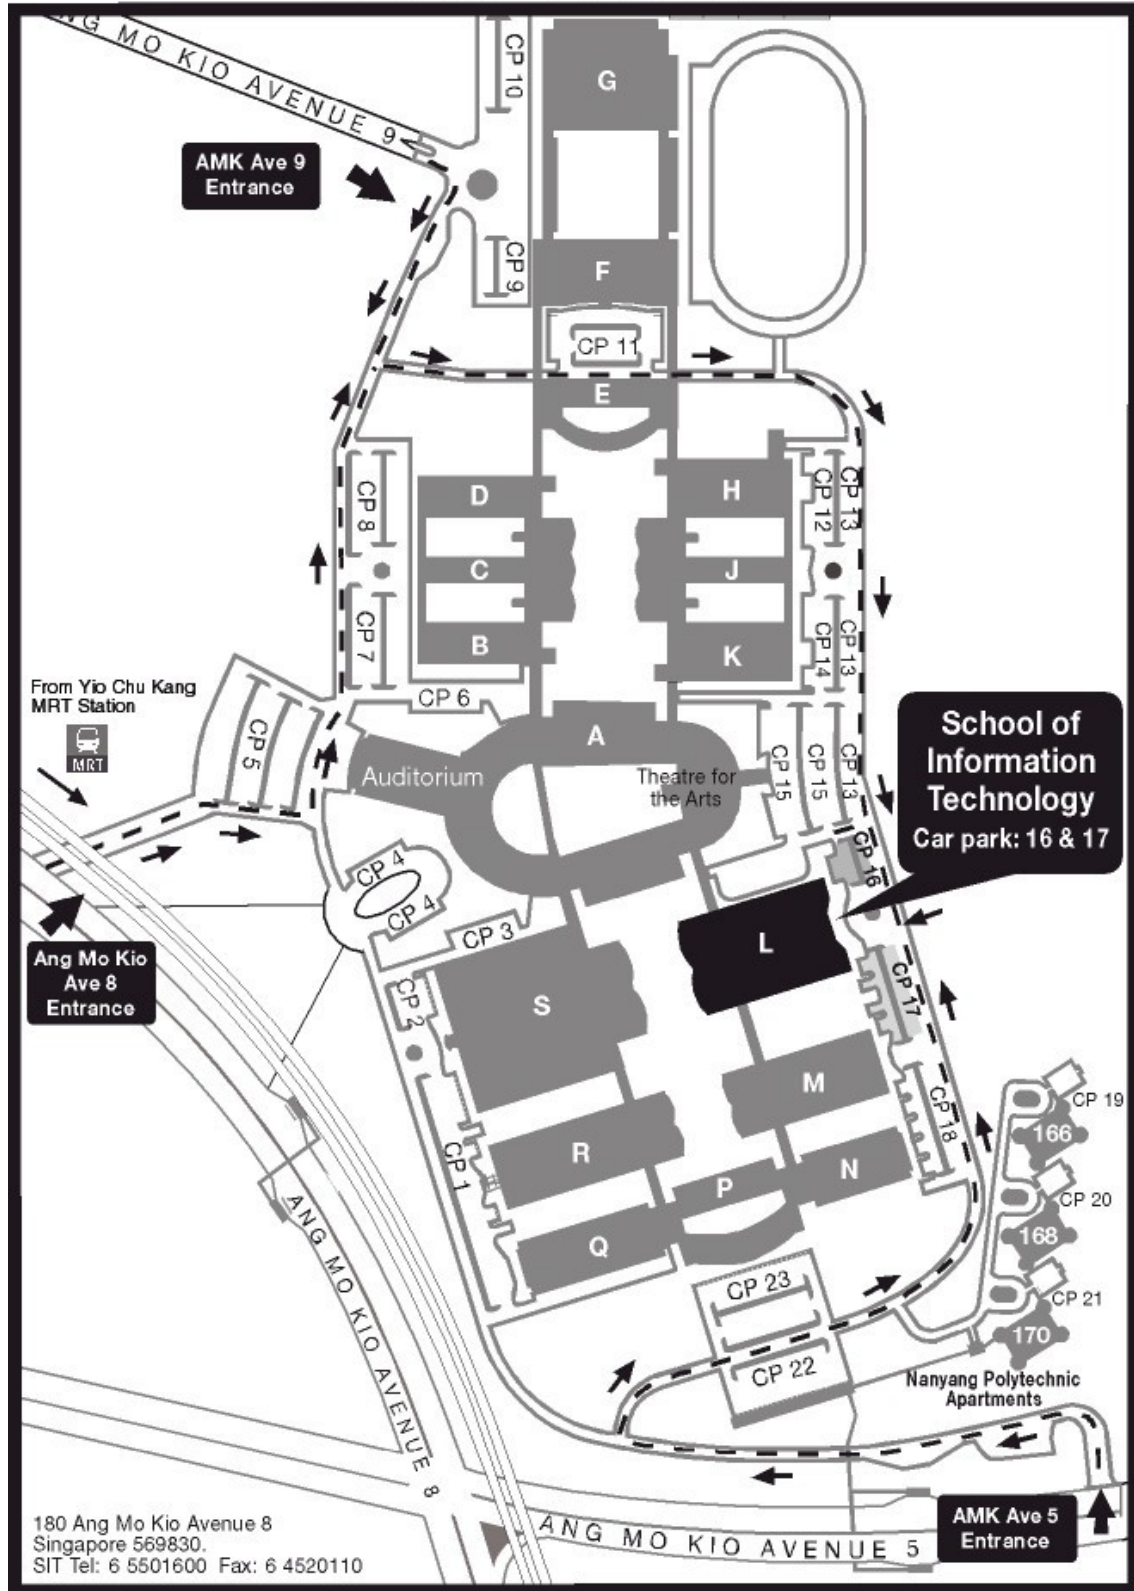 ANG MO KIO AVENUE 9
CP 10
G
AMK Ave 9
Entrance
CP 9
F
CP 11
E
CP 8
D
H
CP 12
CP 13
C
J
CP 7
B
K
CP 14
CP 13
From Yio Chu Kang
MRT Station
MRT
CP 6
CP 5
A
Auditorium
Theatre for
the Arts
CP 15
CP 15
CP 13
School of
Information
Technology
Car park: 16 & 17
CP 16
CP 4
CP 4
CP 3
L
Ang Mo Kio
Ave 8
Entrance
CP 2
S
CP 17
M
CP 18
CP 19
166
CP 1
R
N
P
CP 20
168
Q
CP 23
CP 21
170
CP 22
Nanyang Polytechnic
Apartments
ANG MO KIO AVENUE 8
180 Ang Mo Kio Avenue 8
Singapore 569830.
SIT Tel: 6 5501600 Fax: 6 4520110
ANG MO KIO AVENUE 5
AMK Ave 5
Entrance